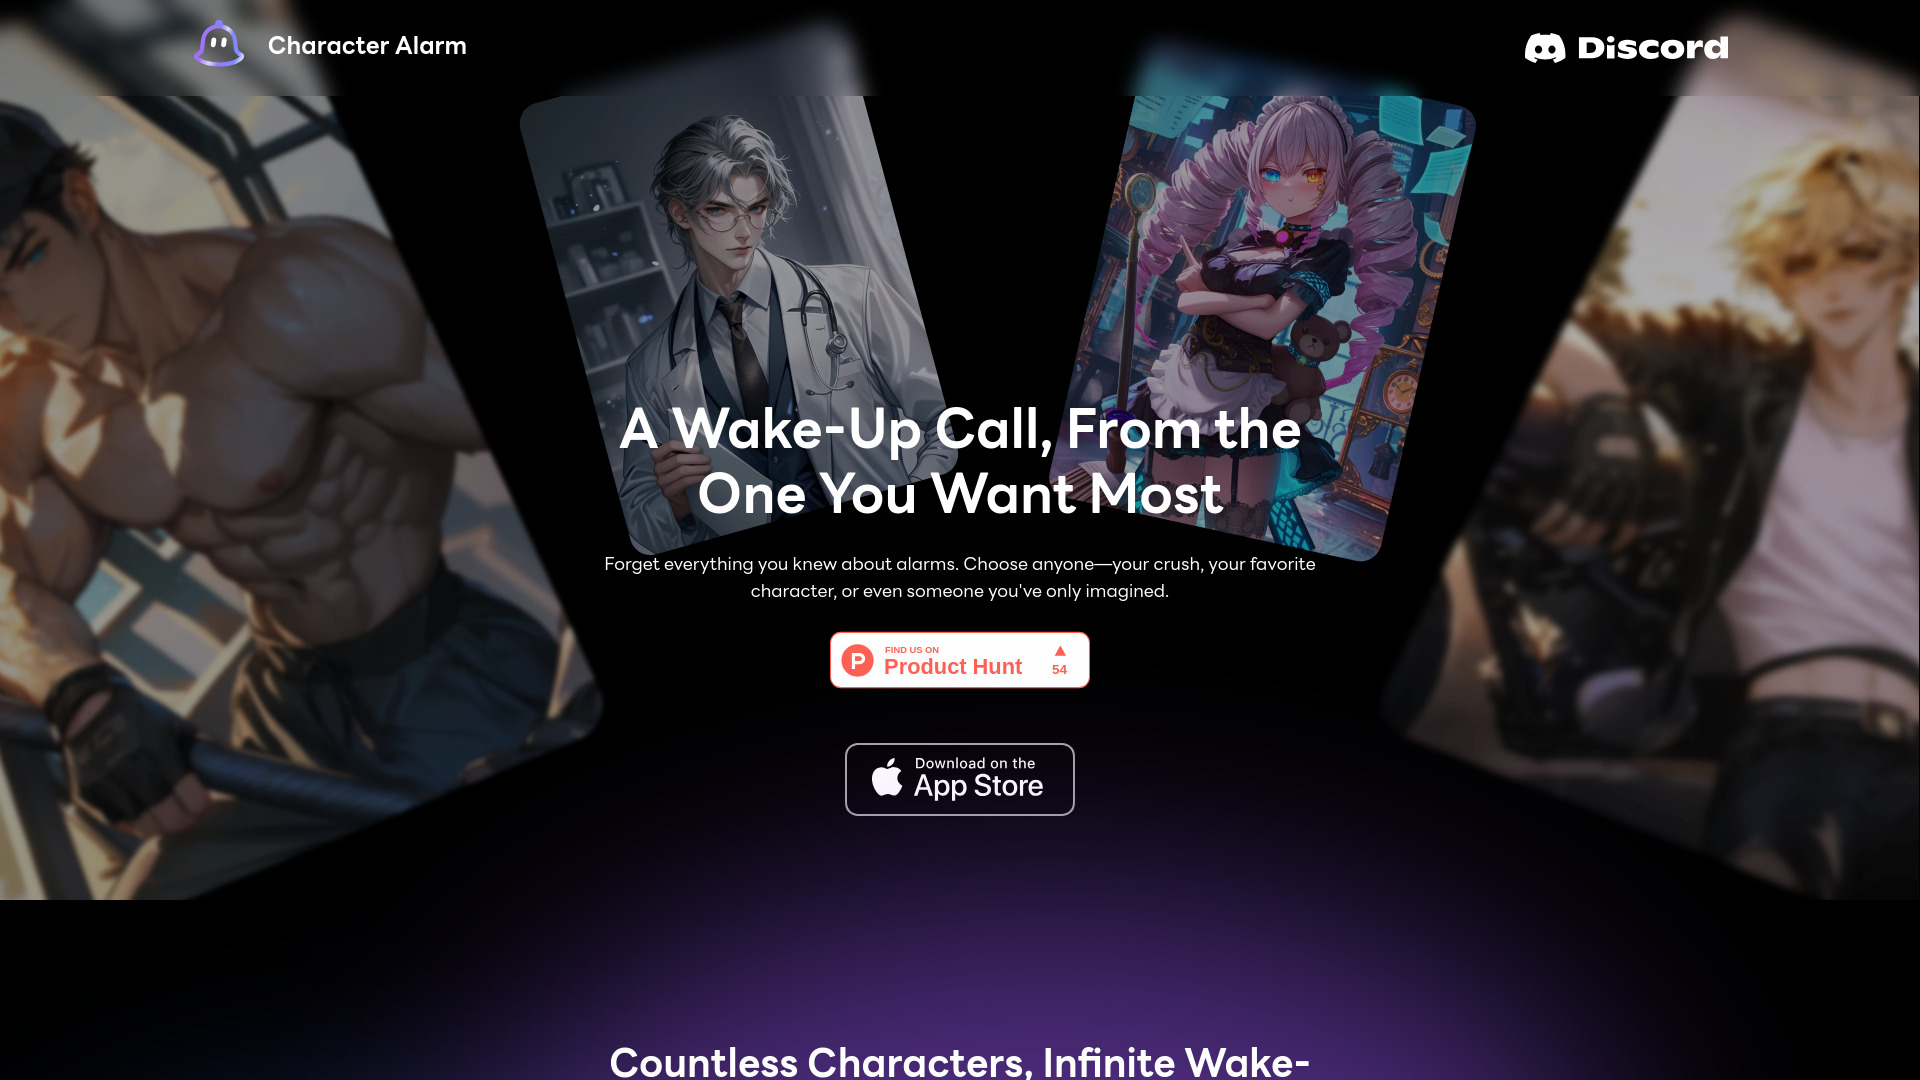 Character Alarm
Discord
A Wake-Up Call, From the
One You Want Most
Forget everything you knew about alarms. Choose anyone—your crush, your favorite
character, or even someone you've only imagined.
P
FIND US ON
Product Hunt
54
Download on the
App Store
Countless Characters, Infinite Wake-